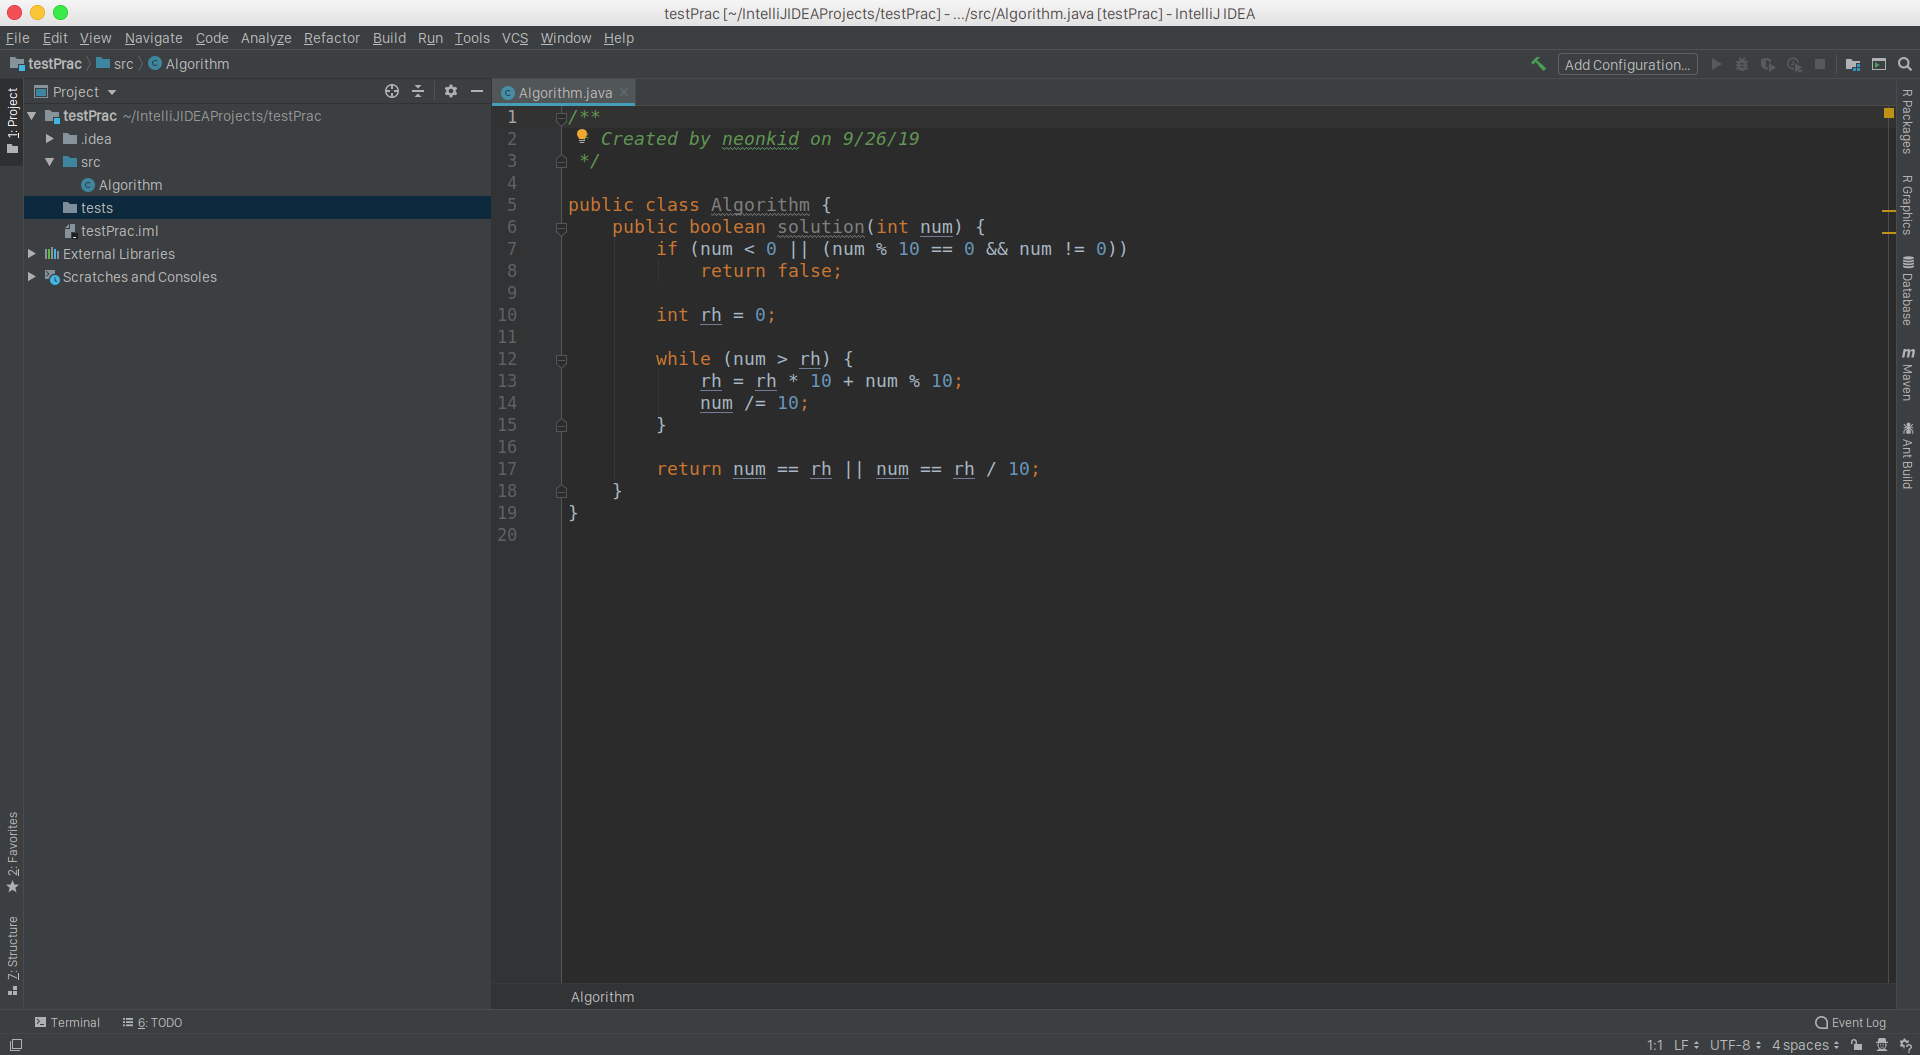 testPrac [~/IntelliJIDEAProjects/testPrac] - .../src/Algorithm.java [testPrac] - IntelliJ IDEA
File Edit View Navigate Code Analyze Refactor Build Run Tools VCS Window Help
testPrac src Algorithm
Add Configuration...
1: Project
Project
testPrac ~/IntelliJIDEAProjects/testPrac
.idea
src
Algorithm
tests
testPrac.iml
External Libraries
Scratches and Consoles
2: Favorites
7: Structure
Algorithm.java
1 /**
2 Created by neonkid on 9/26/19
3 */
4
5 public class Algorithm {
6 public boolean solution(int num) {
7 if (num < 0 || (num % 10 == 0 && num != 0))
8 return false;
9
10 int rh = 0;
11
12 while (num > rh) {
13 rh = rh * 10 + num % 10;
14 num /= 10;
15 }
16
17 return num == rh || num == rh / 10;
18 }
19 }
20
Algorithm
R Packages
R Graphics
Database
Maven
Ant Build
Terminal 6: TODO
Event Log
1:1 LF UTF-8 4 spaces